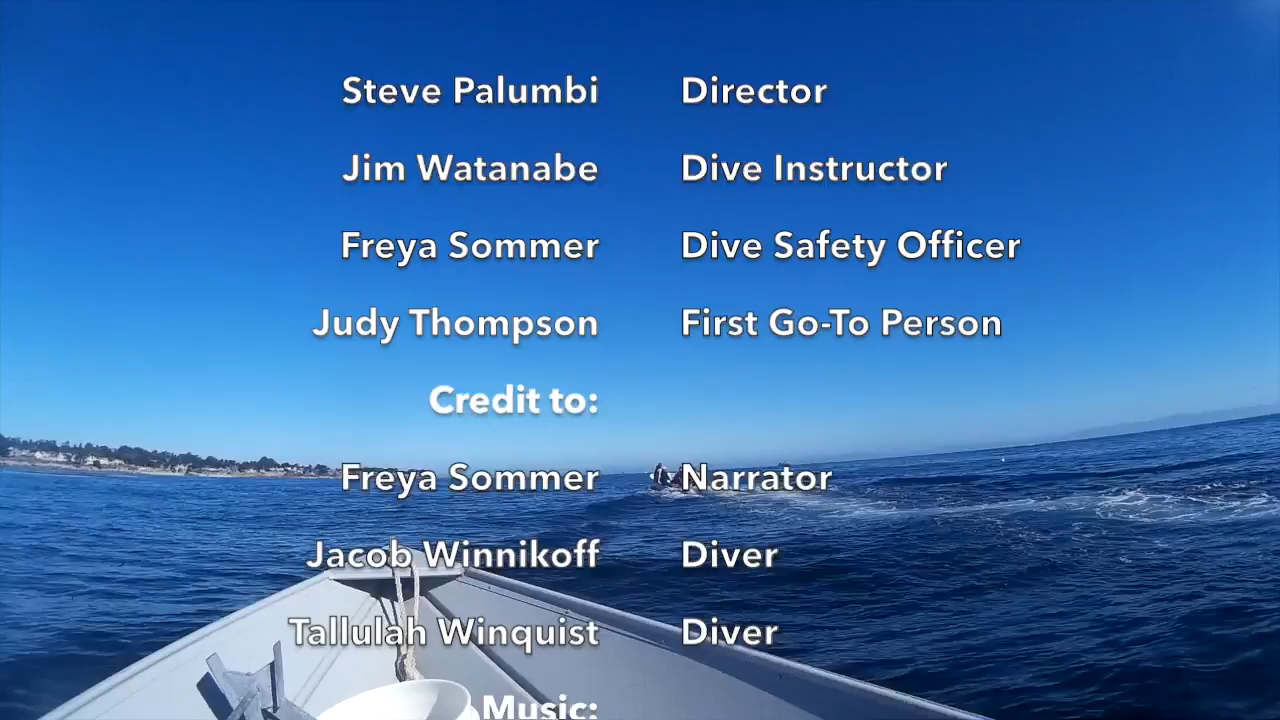 Steve Palumbi Director
Jim Watanabe Dive Instructor
Freya Sommer Dive Safety Officer
Judy Thompson First Go-To Person
Credit to:
Freya Sommer Narrator
Jacob Winnikoff Diver
Tallulah Winquist Diver
Music: